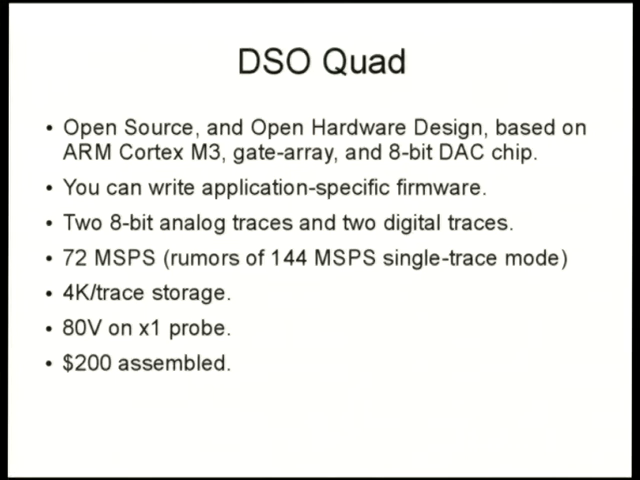 DSO Quad
• Open Source, and Open Hardware Design, based on
ARM Cortex M3, gate-array, and 8-bit DAC chip.
• You can write application-specific firmware.
• Two 8-bit analog traces and two digital traces.
• 72 MSPS (rumors of 144 MSPS single-trace mode)
• 4K/trace storage.
• 80V on x1 probe.
• $200 assembled.